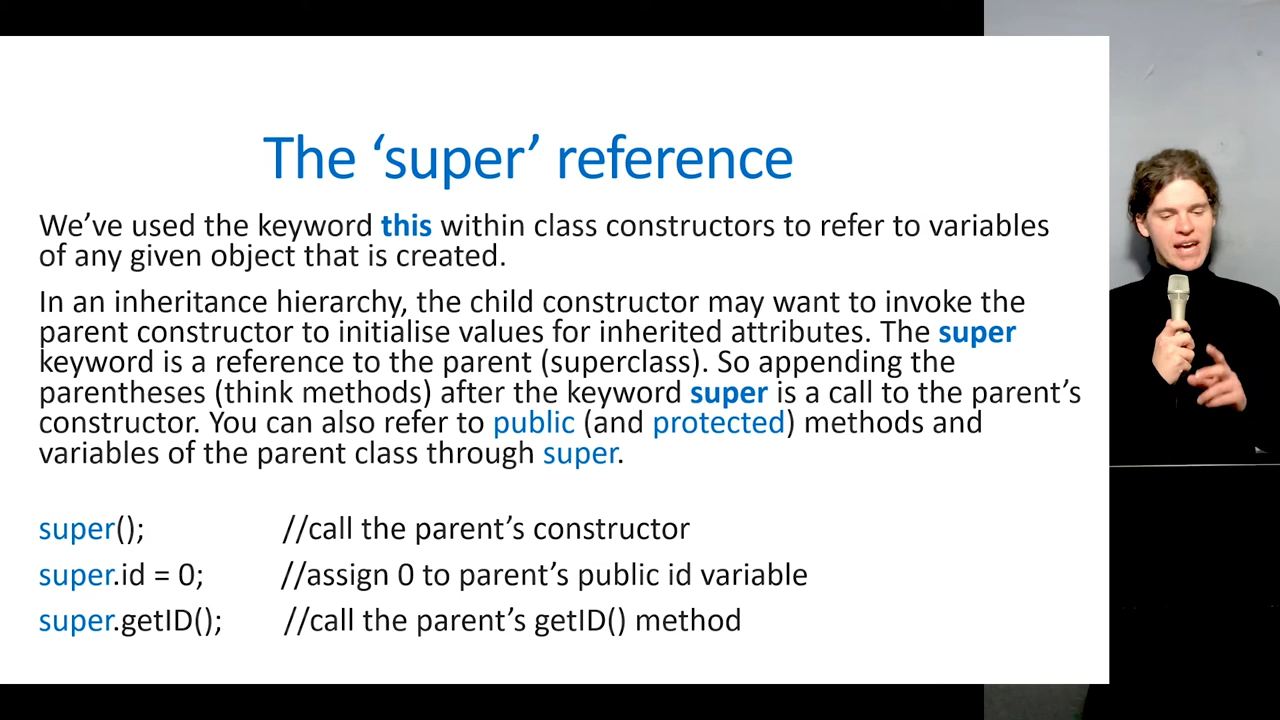 The ‘super’ reference
We’ve used the keyword this within class constructors to refer to variables
of any given object that is created.
In an inheritance hierarchy, the child constructor may want to invoke the
parent constructor to initialise values for inherited attributes. The super
keyword is a reference to the parent (superclass). So appending the
parentheses (think methods) after the keyword super is a call to the parent’s
constructor. You can also refer to public (and protected) methods and
variables of the parent class through super.
super(); //call the parent’s constructor
super.id = 0; //assign 0 to parent’s public id variable
super.getID(); //call the parent’s getID() method